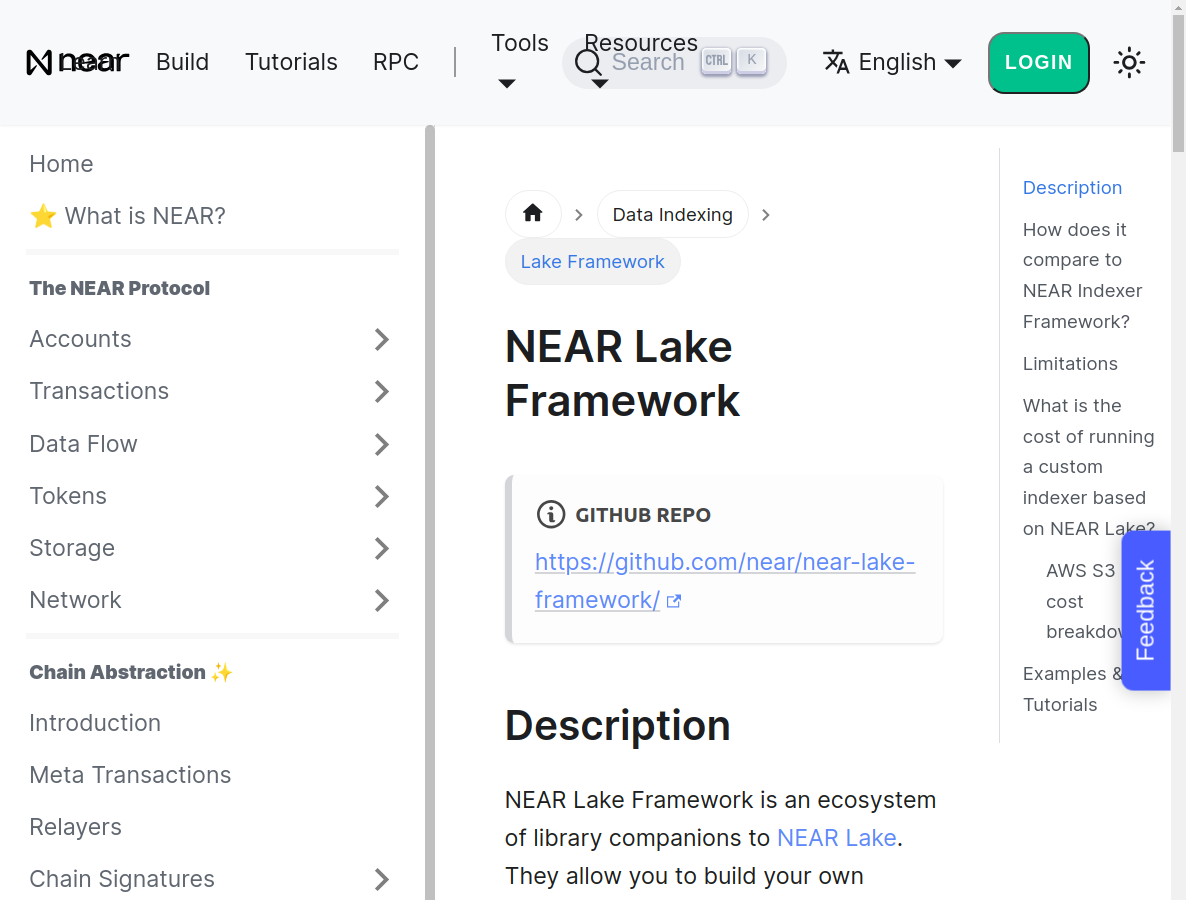 near
Learn
Build
Tutorials
RPC
Tools
Resources
Search
CTRL
K
English
LOGIN
Home
⭐ What is NEAR?
The NEAR Protocol
Accounts
Transactions
Data Flow
Tokens
Storage
Network
Chain Abstraction ✨
Introduction
Meta Transactions
Relayers
Chain Signatures
Data Indexing
Lake Framework
NEAR Lake
Framework
GITHUB REPO
https://github.com/near/near-lake-
framework/
Description
NEAR Lake Framework is an ecosystem
of library companions to NEAR Lake.
They allow you to build your own
Description
How does it
compare to
NEAR Indexer
Framework?
Limitations
What is the
cost of running
a custom
indexer based
on NEAR Lake?
AWS S3
cost
breakdow
Examples &
Tutorials
Feedback